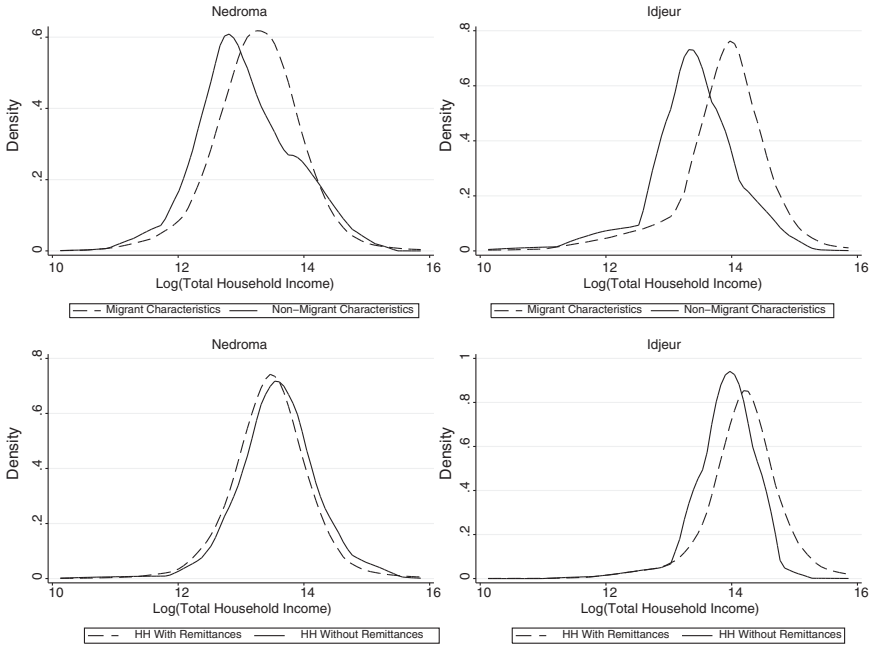 Nedroma
Density
.6
.4
.2
0
10 12 14 16
Log(Total Household Income)
Migrant Characteristics Non−Migrant Characteristics
Idjeur
Density
.8
.6
.4
.2
0
10 12 14 16
Log(Total Household Income)
Migrant Characteristics Non−Migrant Characteristics
Nedroma
Density
.8
.6
.4
.2
0
10 12 14 16
Log(Total Household Income)
HH With Remittances HH Without Remittances
Idjeur
Density
1
.8
.6
.4
.2
0
10 12 14 16
Log(Total Household Income)
HH With Remittances HH Without Remittances